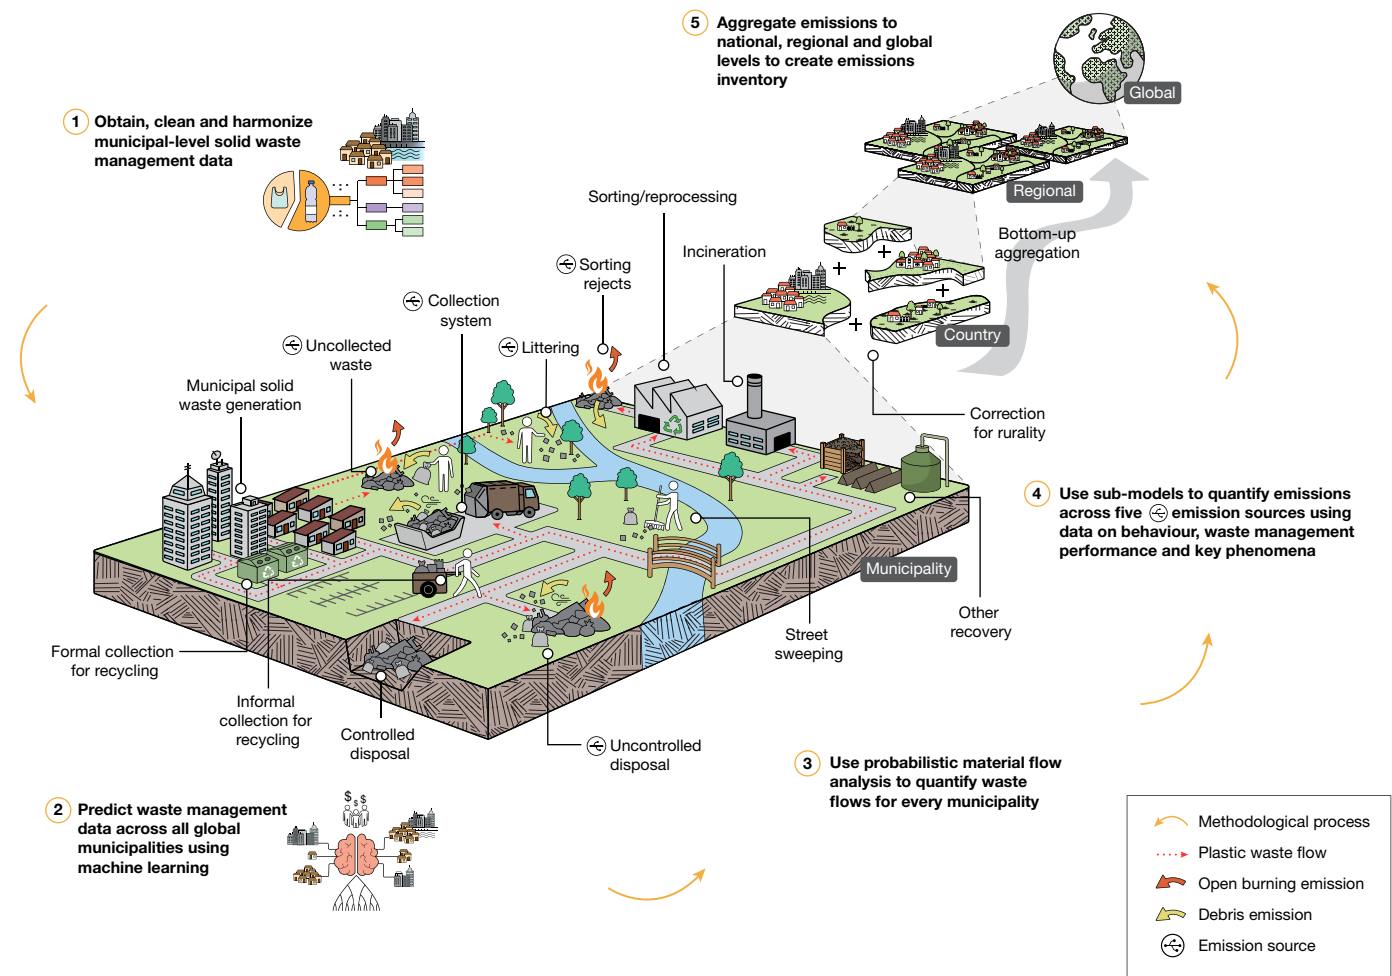 5 Aggregate emissions to
national, regional and global
levels to create emissions
inventory
Global
1 Obtain, clean and harmonize
municipal-level solid waste
management data
Regional
Sorting/reprocessing
Bottom-up
aggregation
Incineration
Sorting
rejects
Collection
system
Country
Uncollected
waste
Littering
Municipal solid
waste generation
Correction
for rurality
4 Use sub-models to quantify emissions
across five emission sources using
data on behaviour, waste management
performance and key phenomena
Municipality
Other
recovery
Street
sweeping
Formal collection
for recycling
Informal
collection for
recycling
Controlled
disposal
Uncontrolled
disposal
3 Use probabilistic material flow
analysis to quantify waste
flows for every municipality
2 Predict waste management
data across all global
municipalities using
machine learning
$ $ $
Methodological process
Plastic waste flow
Open burning emission
Debris emission
Emission source